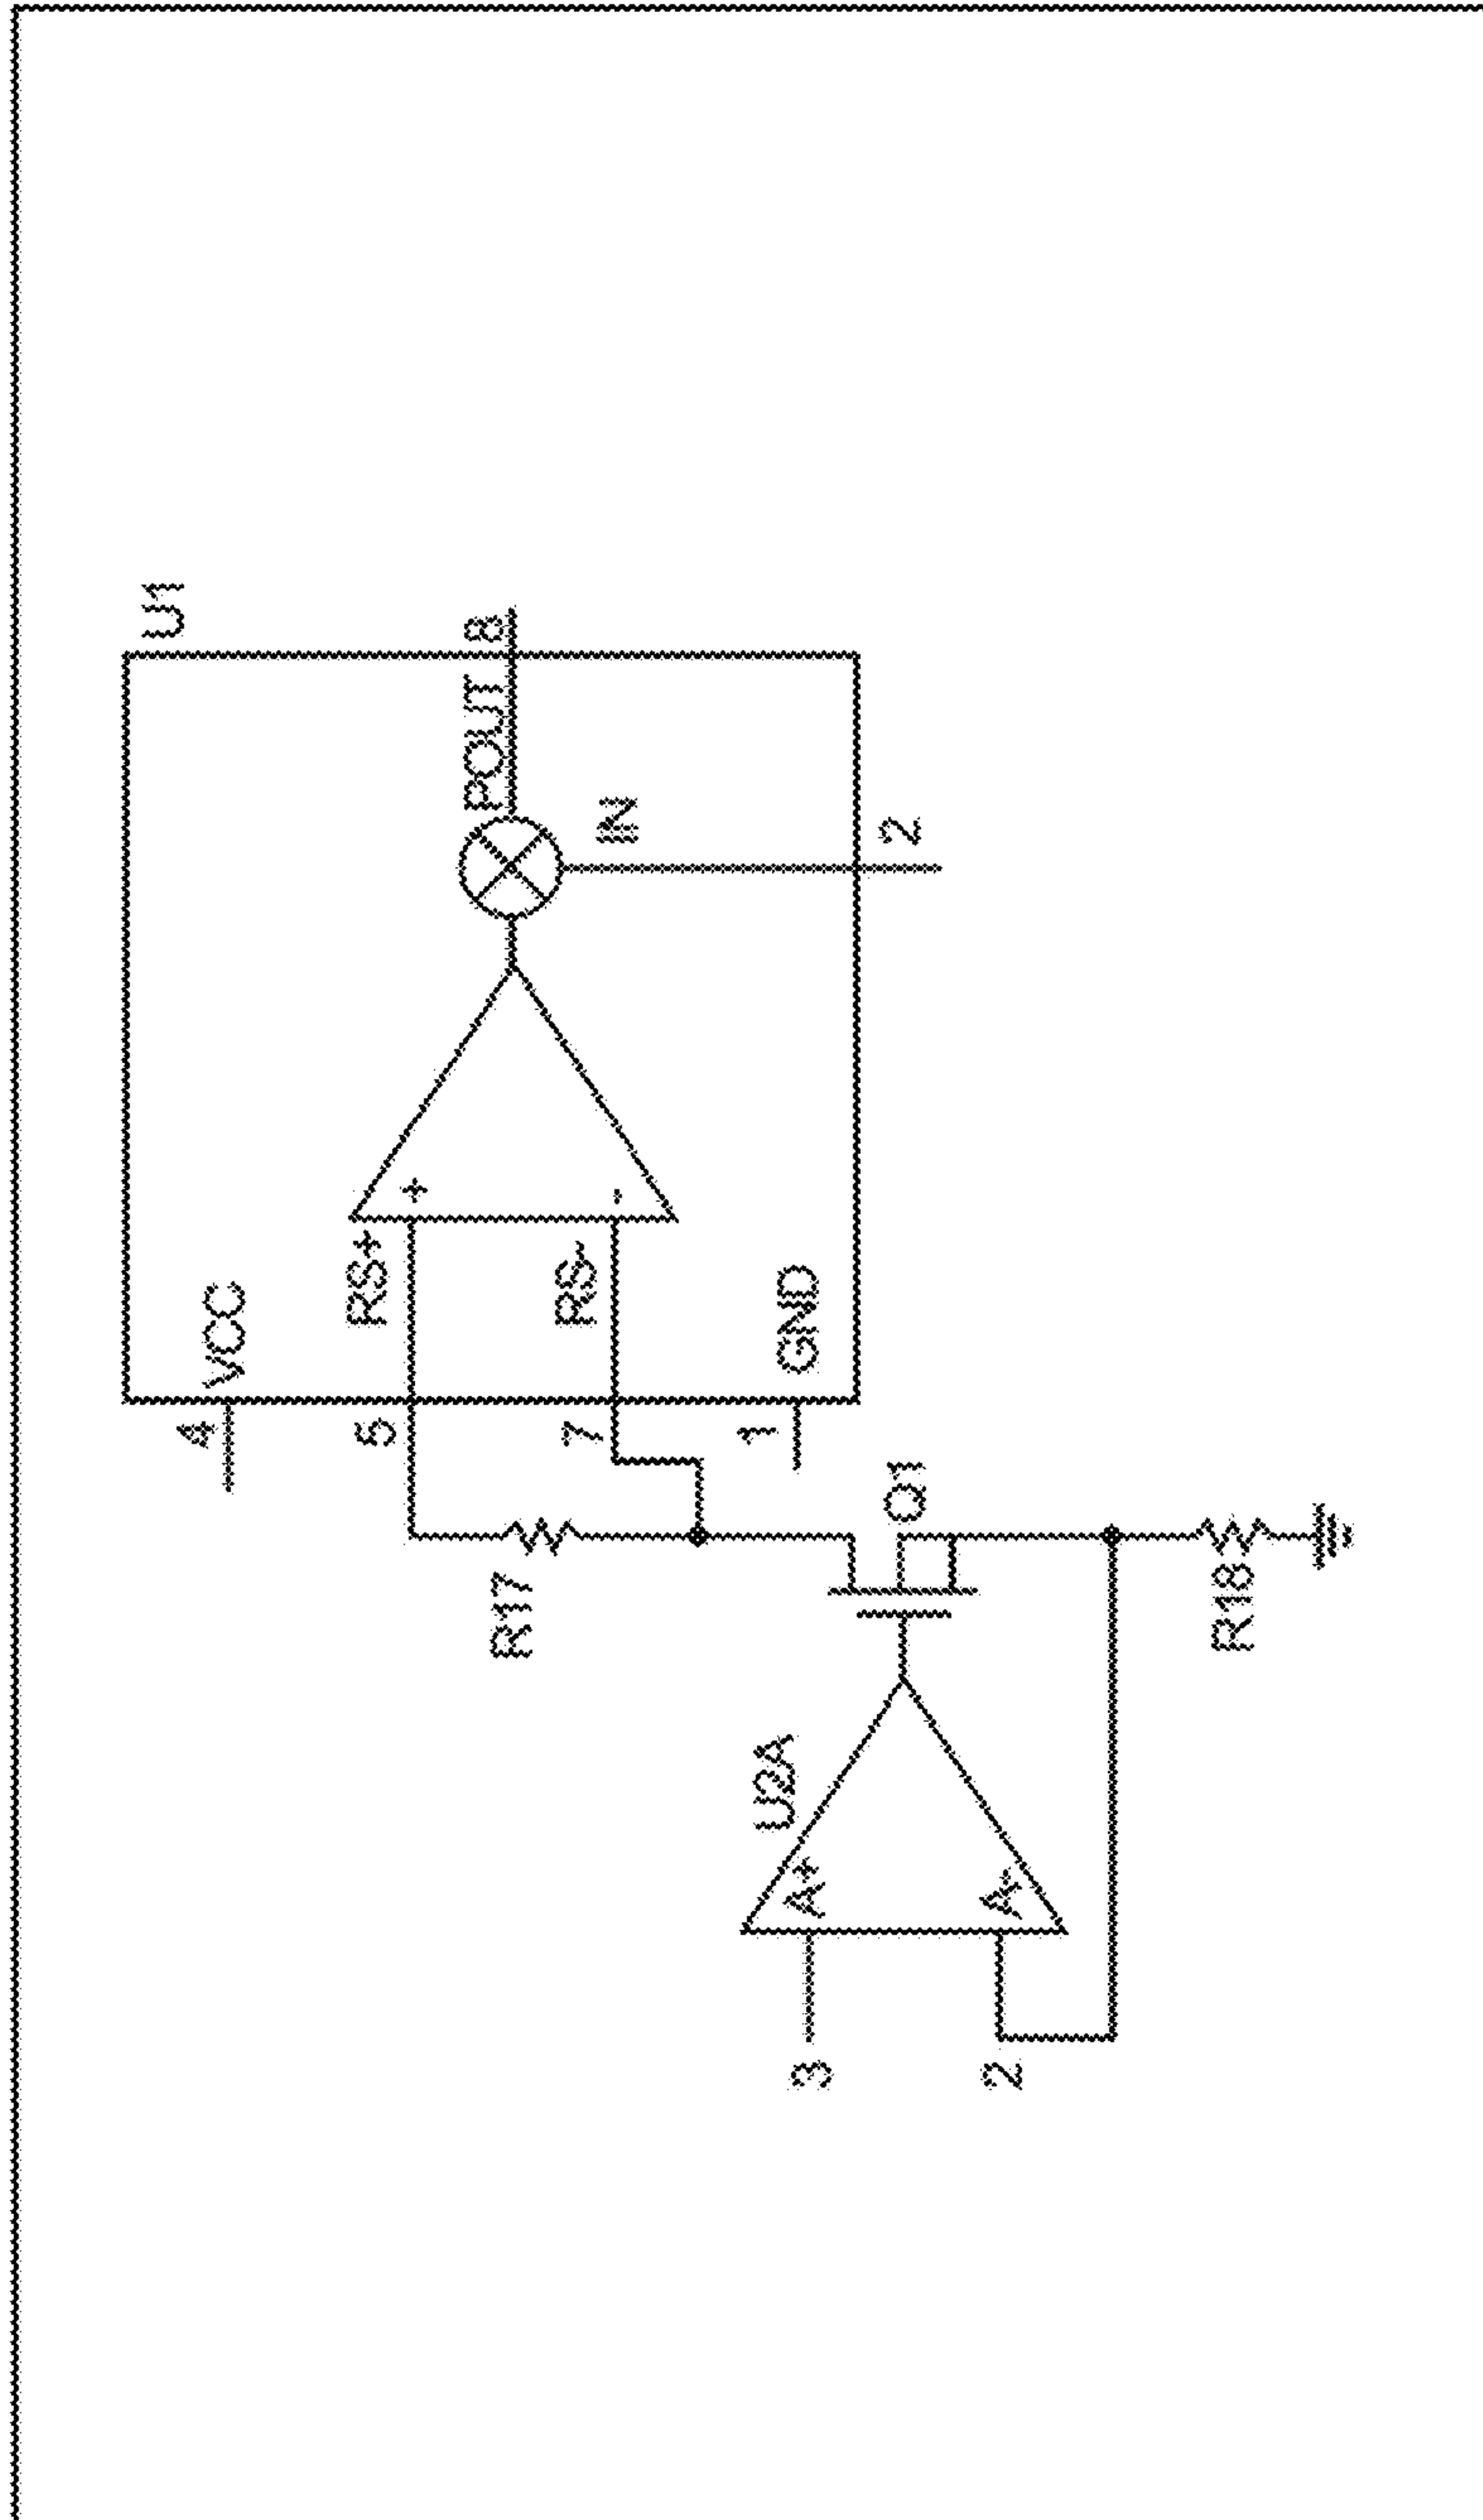 U1
VCC
4
RS+
5
POUT 8
RS-
7
IN
GND
1
2
R17
Q1
U2A
A+
3
A-
2
R18